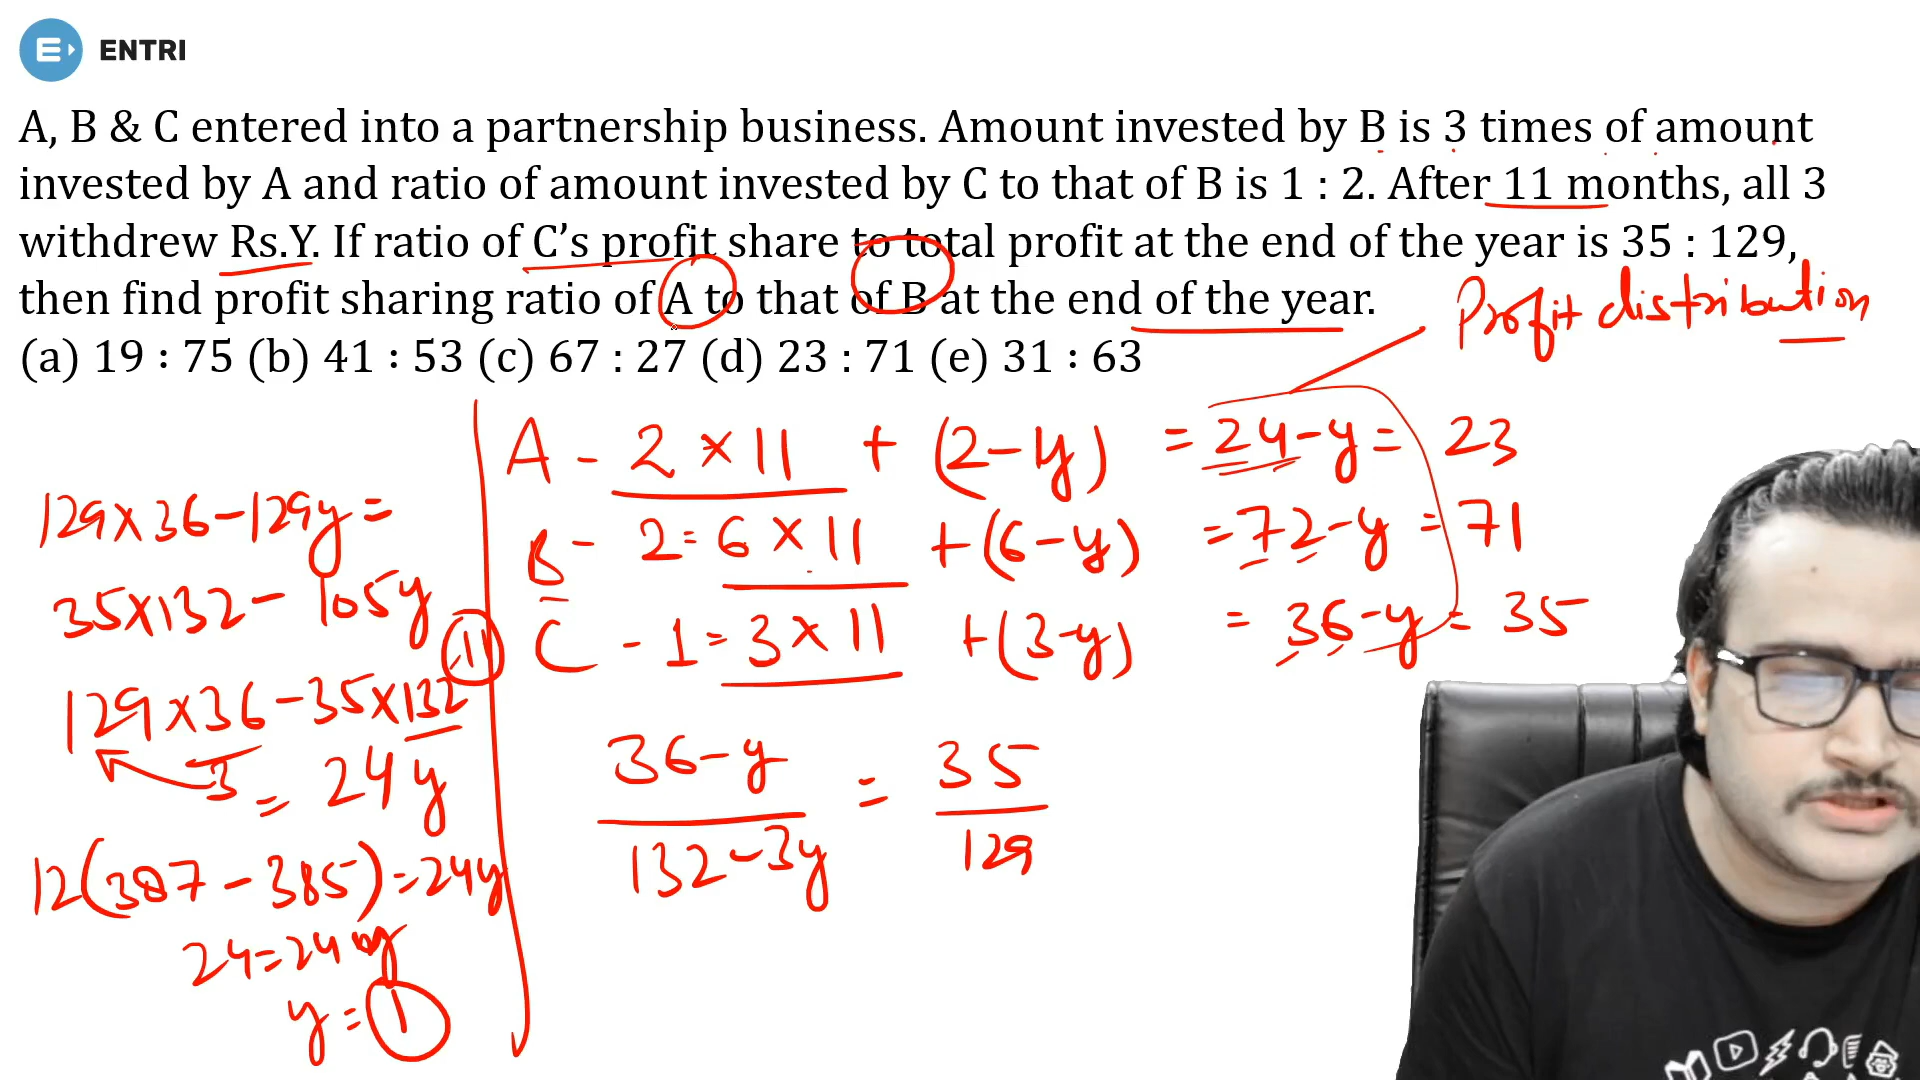 ENTRI
A, B & C entered into a partnership business. Amount invested by B is 3 times of amount
invested by A and ratio of amount invested by C to that of B is 1 : 2. After 11 months, all 3
withdrew Rs.Y. If ratio of C’s profit share to total profit at the end of the year is 35 : 129,
then find profit sharing ratio of A to that of B at the end of the year.
(a) 19 : 75 (b) 41 : 53 (c) 67 : 27 (d) 23 : 71 (e) 31 : 63
Profit distribution
A - 2 × 11 + (2-y) = 24-y = 23
B - 2 = 6 × 11 + (6-y) = 72-y = 71
C - 1 = 3 × 11 + (3-y) = 36-y = 35
36-y / 132-3y = 35 / 129
129×36-129y =
35×132 - 105y
11
129×36-35×132
3 = 24y
12(387-385)=24y
24=24y
y = 1